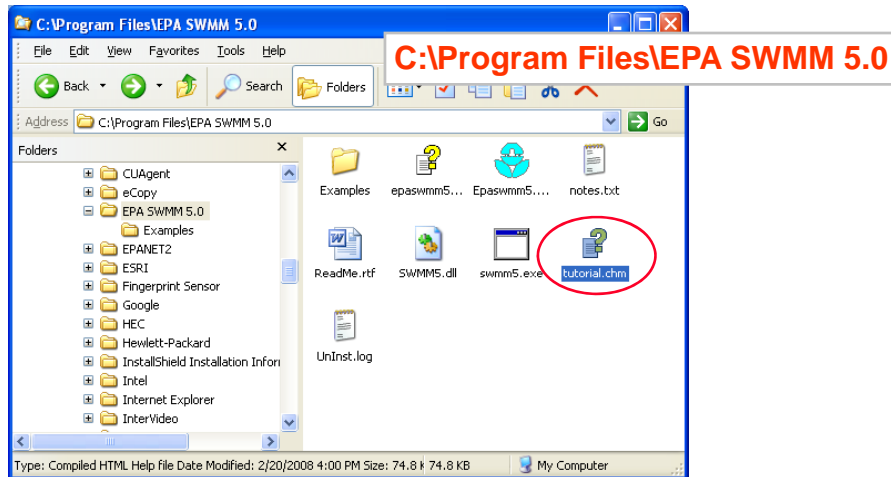 C:\Program Files\EPA SWMM 5.0
File Edit View Favorites Tools Help
C:\Program Files\EPA SWMM 5.0
Back Search Folders
Address C:\Program Files\EPA SWMM 5.0 Go
Folders
CUAgent
eCopy
EPA SWMM 5.0
Examples
EPANET2
ESRI
Fingerprint Sensor
Google
HEC
Hewlett-Packard
InstallShield Installation Inforr
Intel
Internet Explorer
InterVideo
Examples epaswmm5... Epaswmm5.... notes.txt
ReadMe.rtf SWMM5.dll swmm5.exe tutorial.chm
UnInst.log
Type: Compiled HTML Help file Date Modified: 2/20/2008 4:00 PM Size: 74.8 K 74.8 KB My Computer